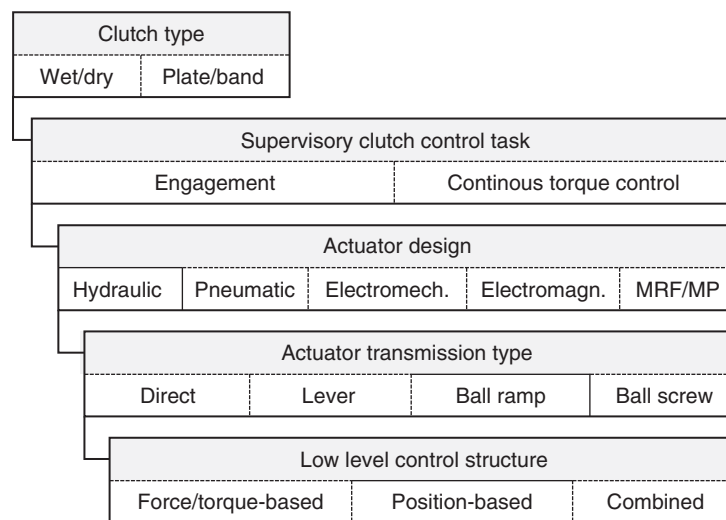 Clutch type
Wet/dry Plate/band
Supervisory clutch control task
Engagement Continous torque control
Actuator design
Hydraulic Pneumatic Electromech. Electromagn. MRF/MP
Actuator transmission type
Direct Lever Ball ramp Ball screw
Low level control structure
Force/torque-based Position-based Combined